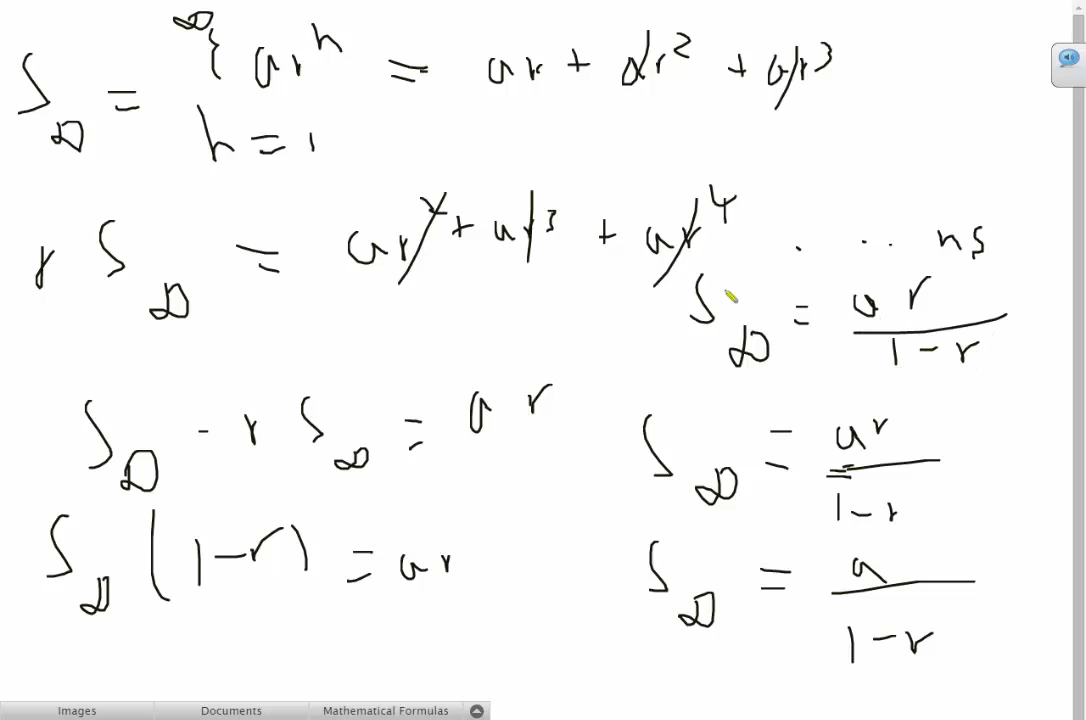 S∞ = ∞ { ar^n = ar + ar² + ar³
n = 1
r S∞ = ar² + ar³ + ar⁴ . .. ns
S∞ = ar / 1-r
S∞ - r S∞ = ar
S∞ = ar / 1-r
S∞ (1-r) = ar
S∞ = a / 1-r
Images Documents Mathematical Formulas